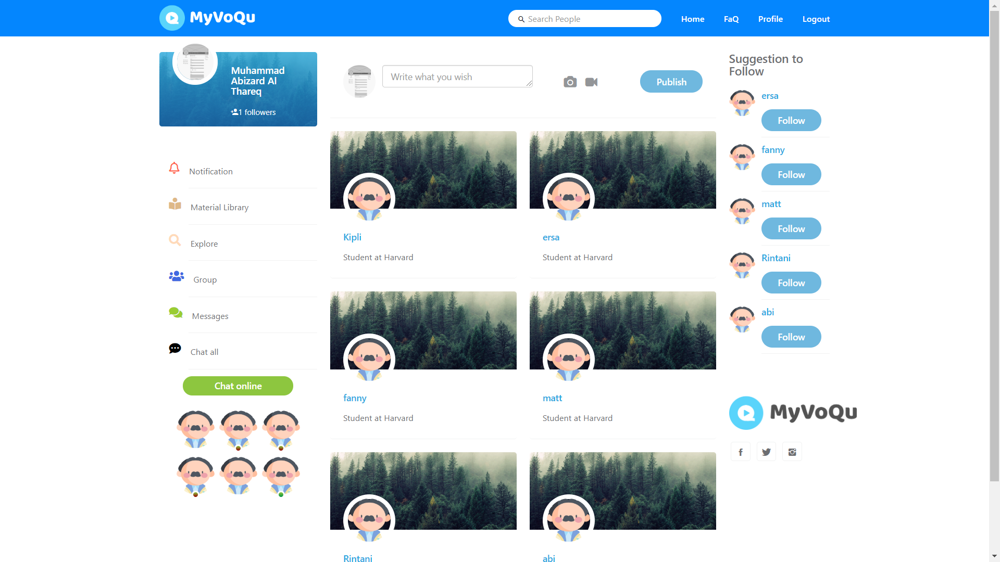 MyVoQu
Search People
Home
FaQ
Profile
Logout
Muhammad
Abizard Al
Thareq
1 followers
Notification
Material Library
Explore
Group
Messages
Chat all
Chat online
Write what you wish
Publish
Kipli
Student at Harvard
ersa
Student at Harvard
fanny
Student at Harvard
matt
Student at Harvard
Rintani
abi
Suggestion to
Follow
ersa
Follow
fanny
Follow
matt
Follow
Rintani
Follow
abi
Follow
MyVoQu